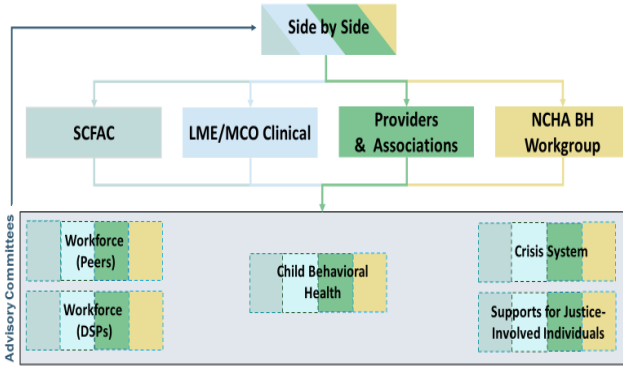 Side by Side
SCFAC
LME/MCO Clinical
Providers
& Associations
NCHA BH
Workgroup
Advisory Committees
Workforce
(Peers)
Workforce
(DSPs)
Child Behavioral
Health
Crisis System
Supports for Justice-
Involved Individuals